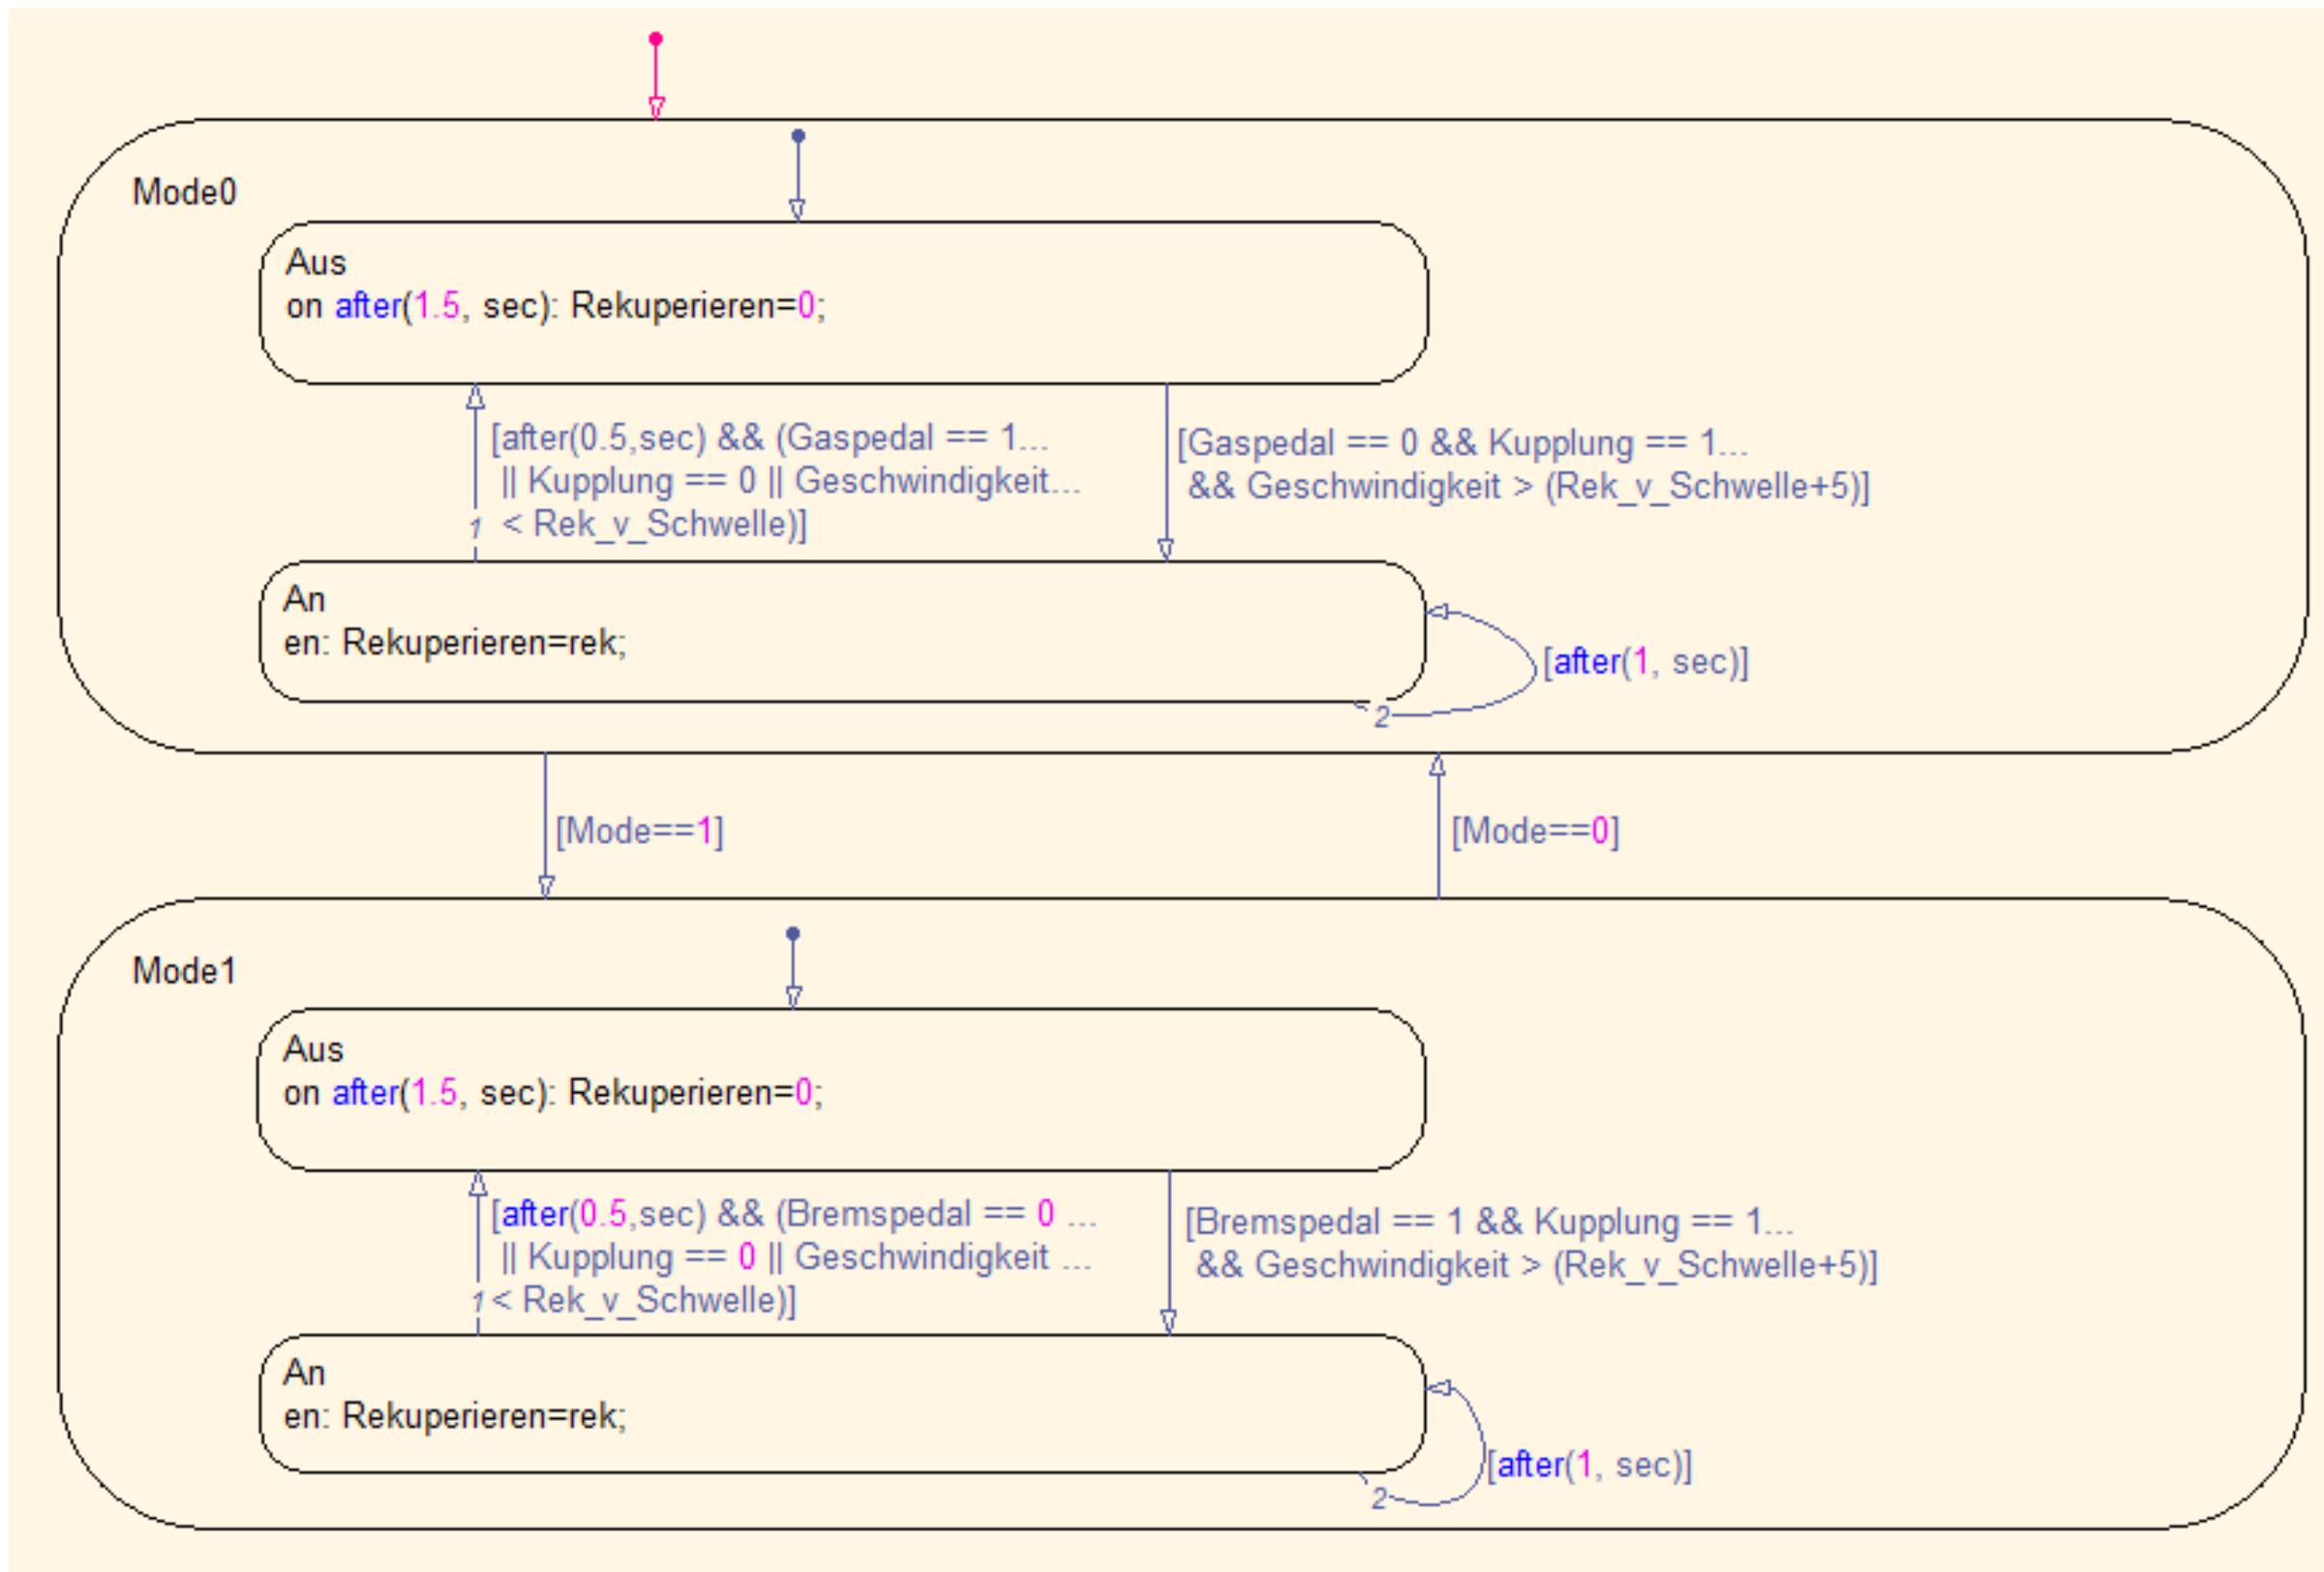 Mode0
Aus
on after(1.5, sec): Rekuperieren=0;
[after(0.5,sec) && (Gaspedal == 1...
|| Kupplung == 0 || Geschwindigkeit...
1 < Rek_v_Schwelle)]
[Gaspedal == 0 && Kupplung == 1...
&& Geschwindigkeit > (Rek_v_Schwelle+5)]
An
en: Rekuperieren=rek;
[after(1, sec)]
2
[Mode==1]
[Mode==0]
Mode1
Aus
on after(1.5, sec): Rekuperieren=0;
[after(0.5,sec) && (Bremspedal == 0 ...
|| Kupplung == 0 || Geschwindigkeit ...
1 < Rek_v_Schwelle)]
[Bremspedal == 1 && Kupplung == 1...
&& Geschwindigkeit > (Rek_v_Schwelle+5)]
An
en: Rekuperieren=rek;
[after(1, sec)]
2